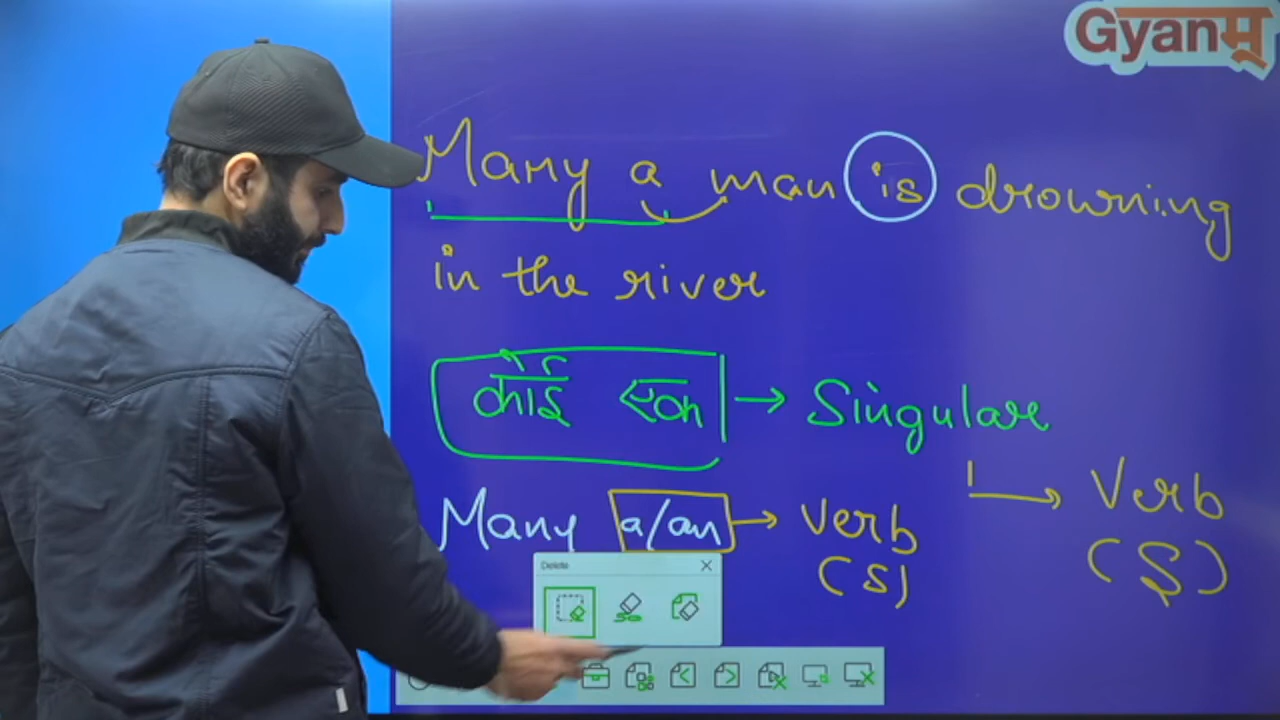 Gyanम्
Many a man is drowning
in the river
कोई एक → Singular
→ Verb
(S)
Many a/an → Verb
(S)
Delete